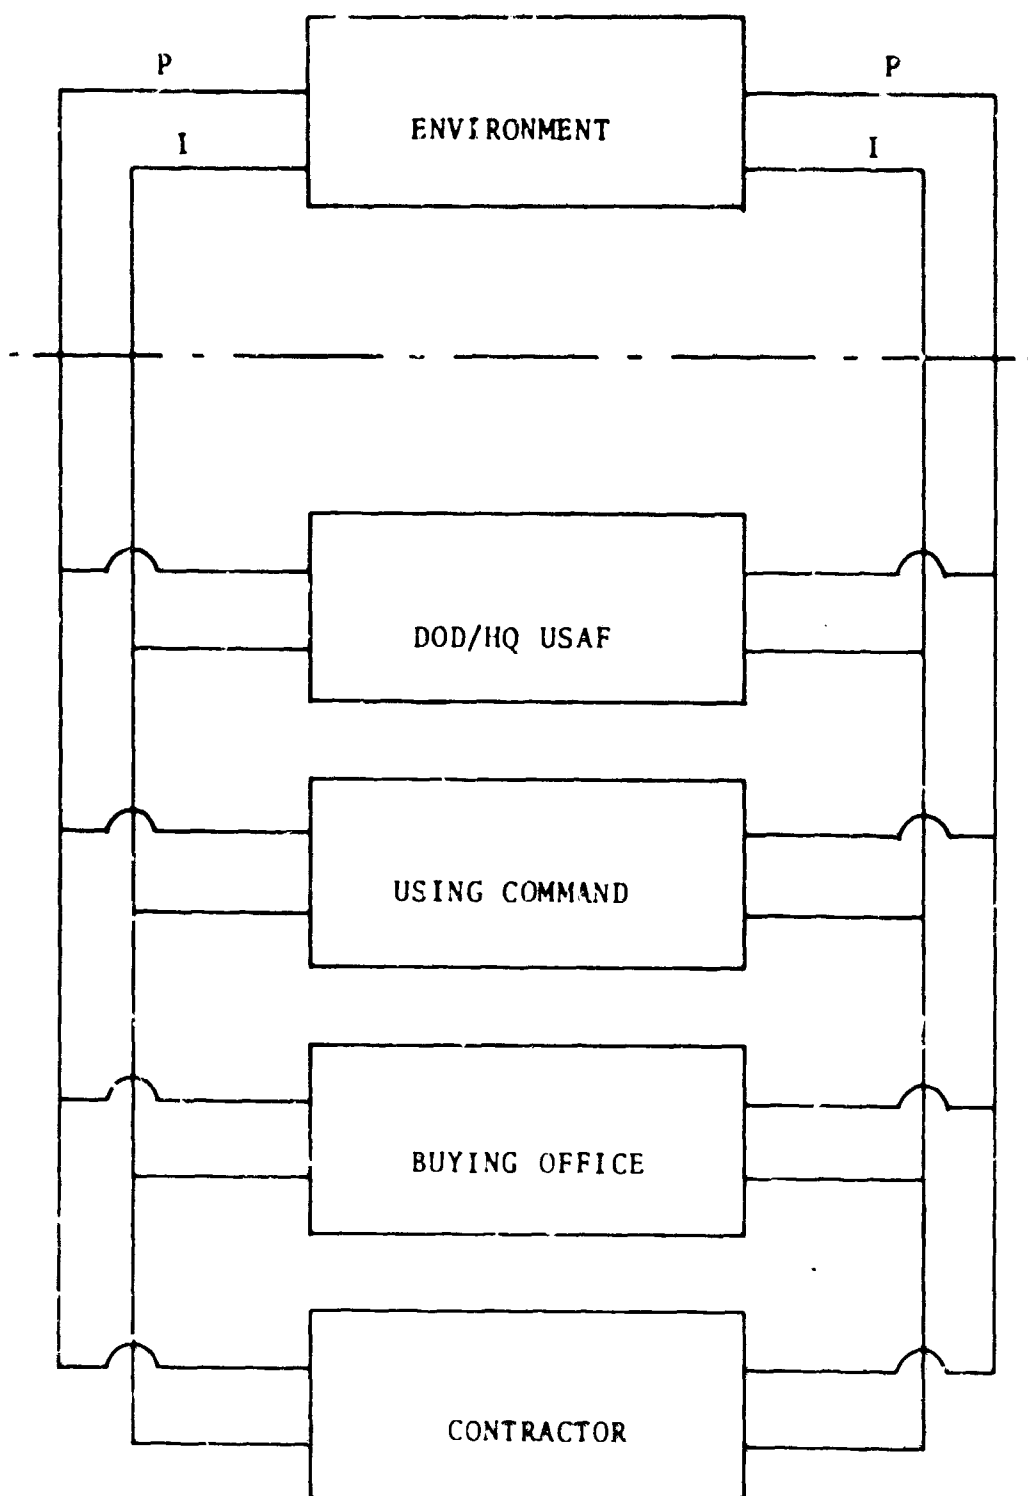 P
P
ENVIRONMENT
I
I
DOD/HQ USAF
USING COMMAND
BUYING OFFICE
CONTRACTOR